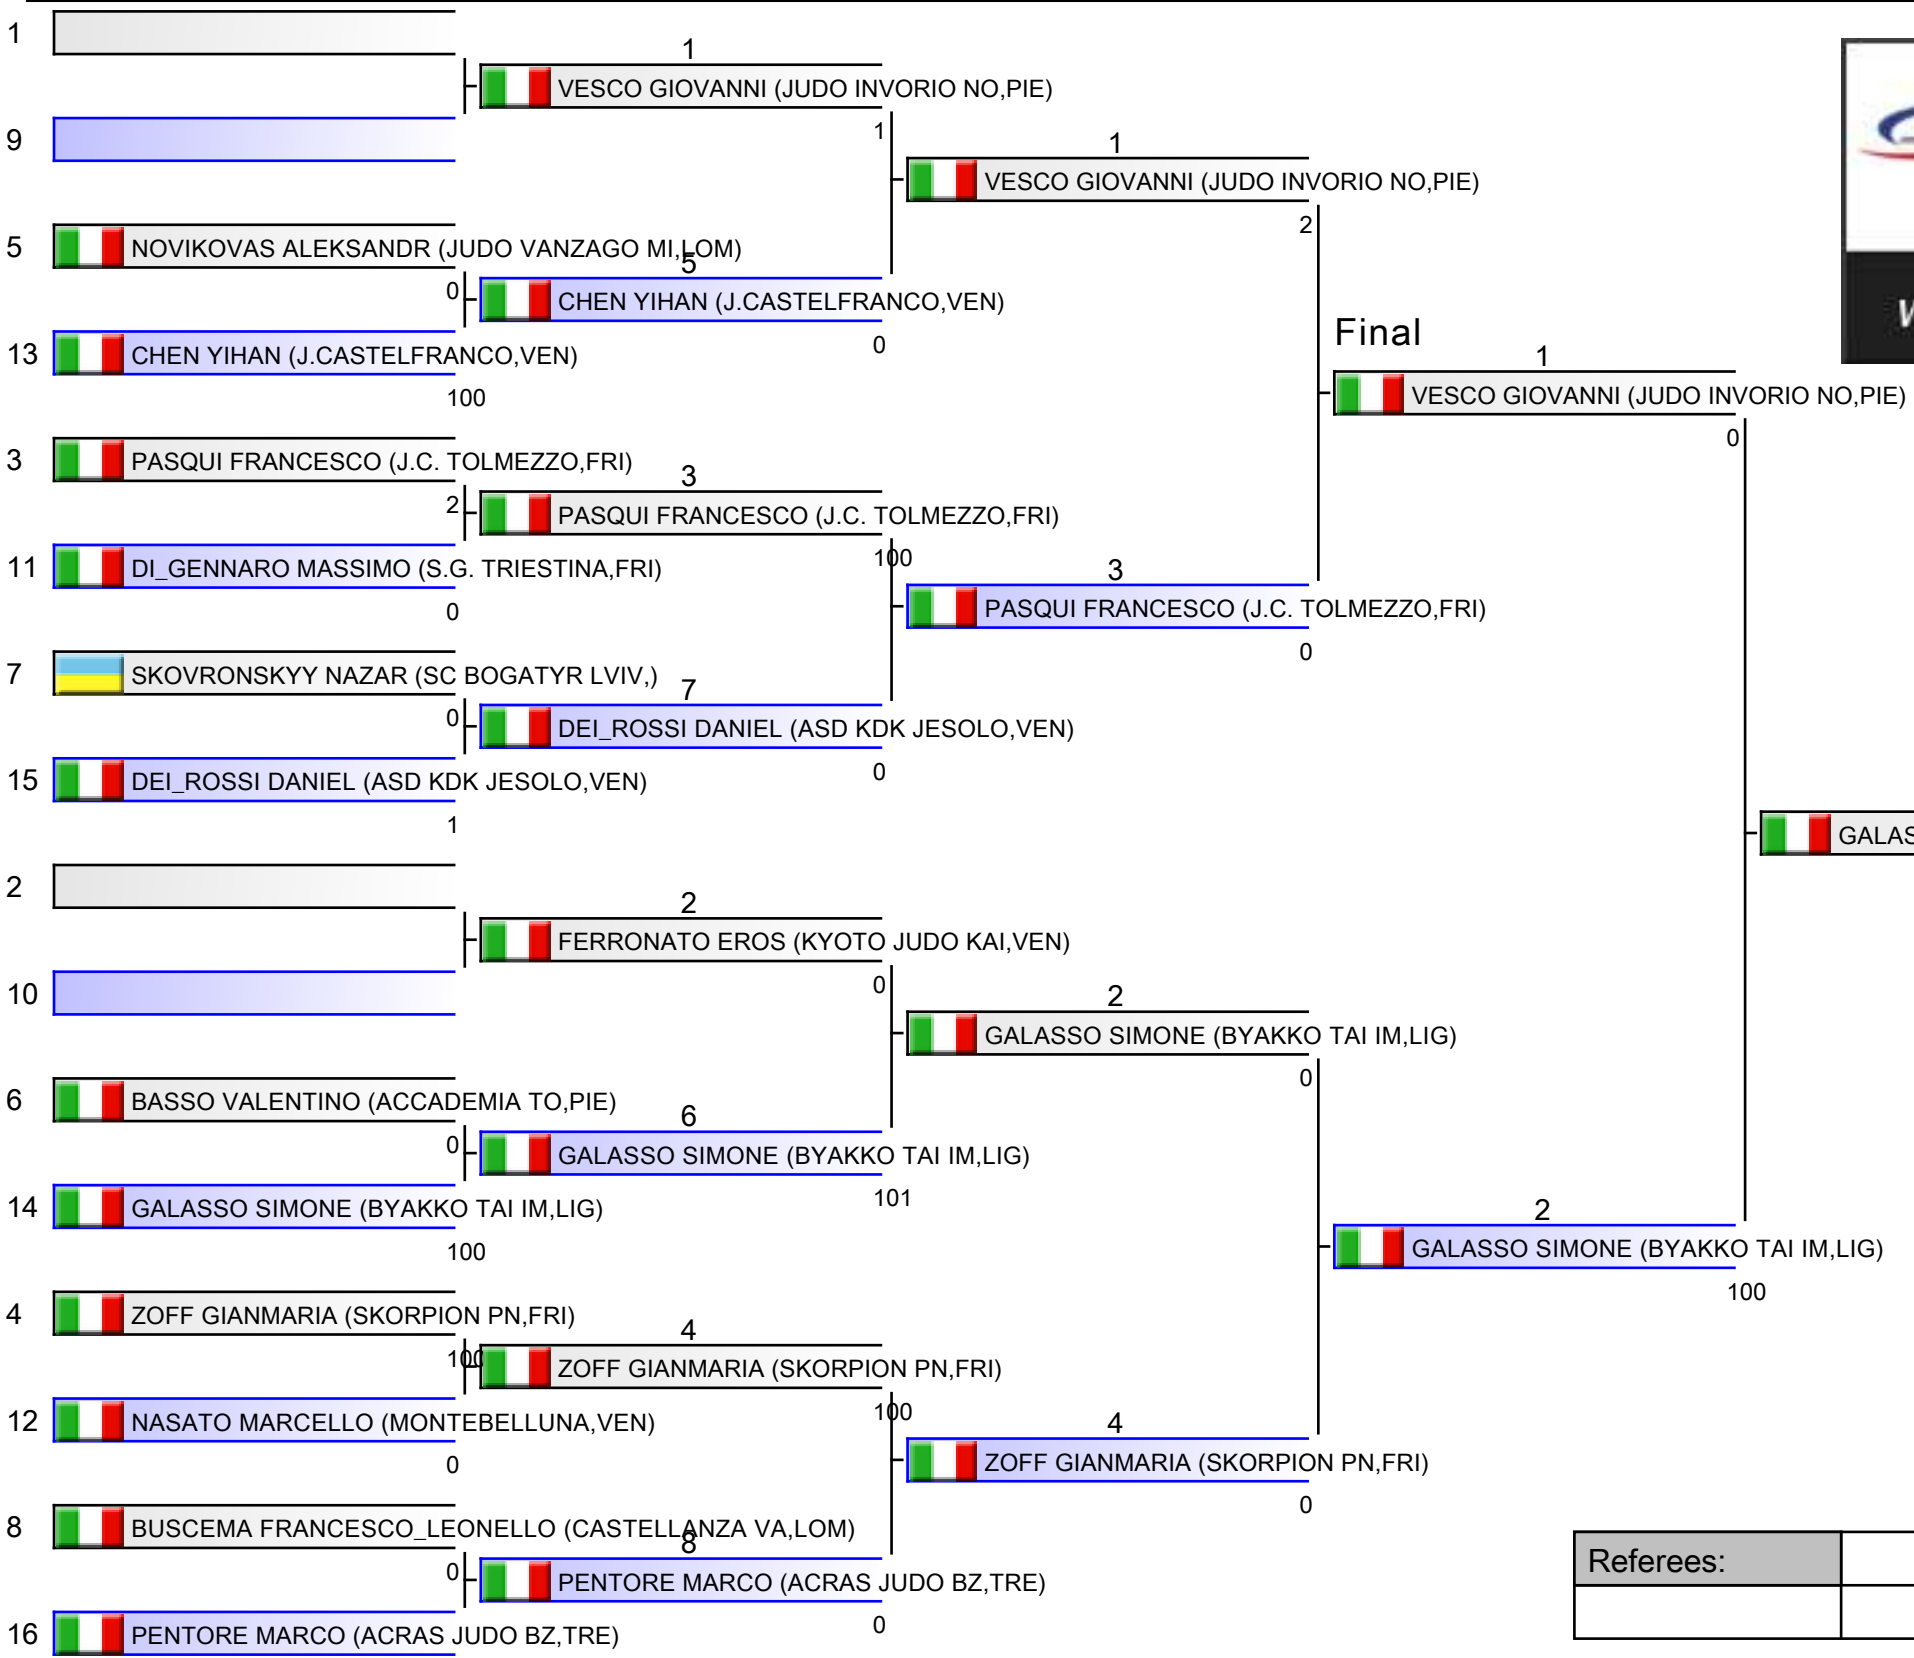 1
1
VESCO GIOVANNI (JUDO INVORIO NO,PIE)
1
9
1
VESCO GIOVANNI (JUDO INVORIO NO,PIE)
2
5
NOVIKOVAS ALEKSANDR (JUDO VANZAGO MI,LOM)
5
0
CHEN YIHAN (J.CASTELFRANCO,VEN)
0
13
CHEN YIHAN (J.CASTELFRANCO,VEN)
100
Final
1
VESCO GIOVANNI (JUDO INVORIO NO,PIE)
0
3
PASQUI FRANCESCO (J.C. TOLMEZZO,FRI)
3
2
PASQUI FRANCESCO (J.C. TOLMEZZO,FRI)
100
11
DI_GENNARO MASSIMO (S.G. TRIESTINA,FRI)
0
3
PASQUI FRANCESCO (J.C. TOLMEZZO,FRI)
0
7
SKOVRONSKYY NAZAR (SC BOGATYR LVIV,)
7
0
DEI_ROSSI DANIEL (ASD KDK JESOLO,VEN)
0
15
DEI_ROSSI DANIEL (ASD KDK JESOLO,VEN)
1
GALAS
2
2
FERRONATO EROS (KYOTO JUDO KAI,VEN)
0
10
2
GALASSO SIMONE (BYAKKO TAI IM,LIG)
0
6
BASSO VALENTINO (ACCADEMIA TO,PIE)
6
0
GALASSO SIMONE (BYAKKO TAI IM,LIG)
101
14
GALASSO SIMONE (BYAKKO TAI IM,LIG)
100
2
GALASSO SIMONE (BYAKKO TAI IM,LIG)
100
4
ZOFF GIANMARIA (SKORPION PN,FRI)
4
100
ZOFF GIANMARIA (SKORPION PN,FRI)
100
12
NASATO MARCELLO (MONTEBELLUNA,VEN)
0
4
ZOFF GIANMARIA (SKORPION PN,FRI)
0
8
BUSCEMA FRANCESCO_LEONELLO (CASTELLANZA VA,LOM)
8
0
PENTORE MARCO (ACRAS JUDO BZ,TRE)
0
16
PENTORE MARCO (ACRAS JUDO BZ,TRE)
Referees: